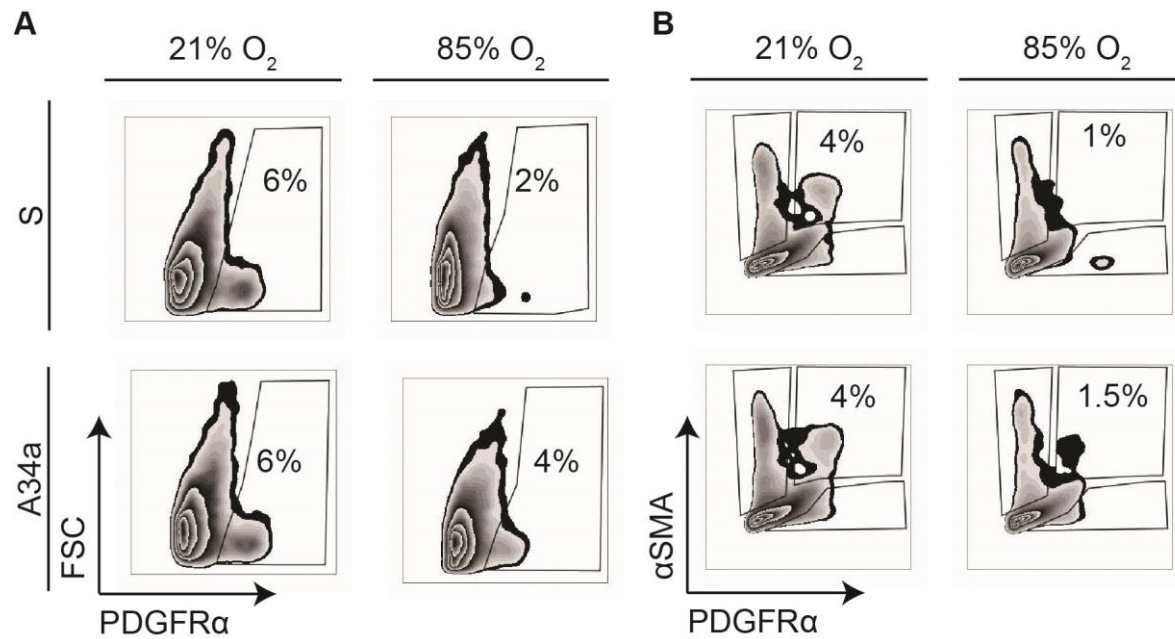 A
21% O₂
85% O₂
S
6%
2%
A34a
6%
4%
FSC
PDGFRα
B
21% O₂
85% O₂
4%
1%
4%
1.5%
αSMA
PDGFRα